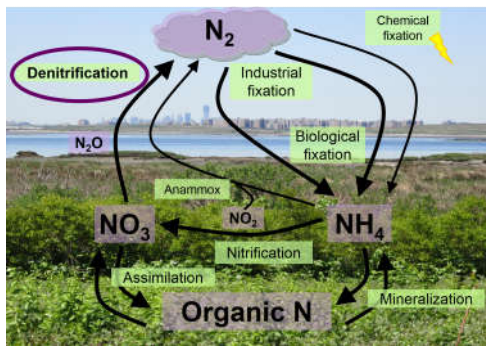 N₂
Chemical
fixation
Denitrification
Industrial
fixation
N₂O
Biological
fixation
Anammox
NO₂
NO₃
NH₄
Nitrification
Assimilation
Mineralization
Organic N